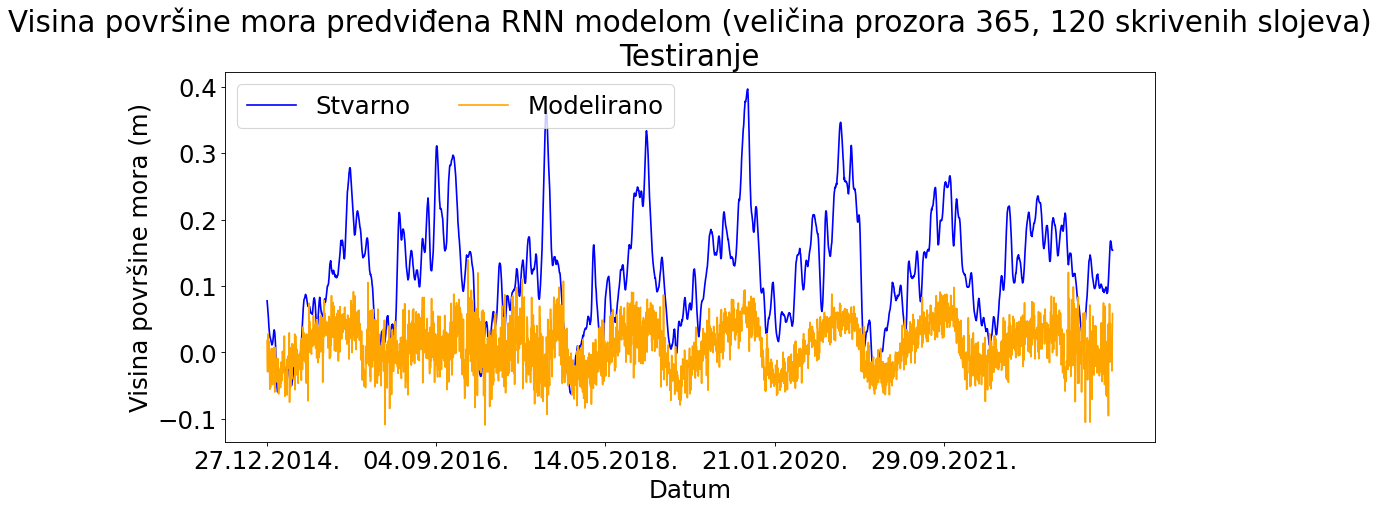 Visina površine mora predviđena RNN modelom (veličina prozora 365, 120 skrivenih slojeva)
Testiranje
Stvarno Modelirano
Visina površine mora (m)
0.4
0.3
0.2
0.1
0.0
−0.1
27.12.2014. 04.09.2016. 14.05.2018. 21.01.2020. 29.09.2021.
Datum